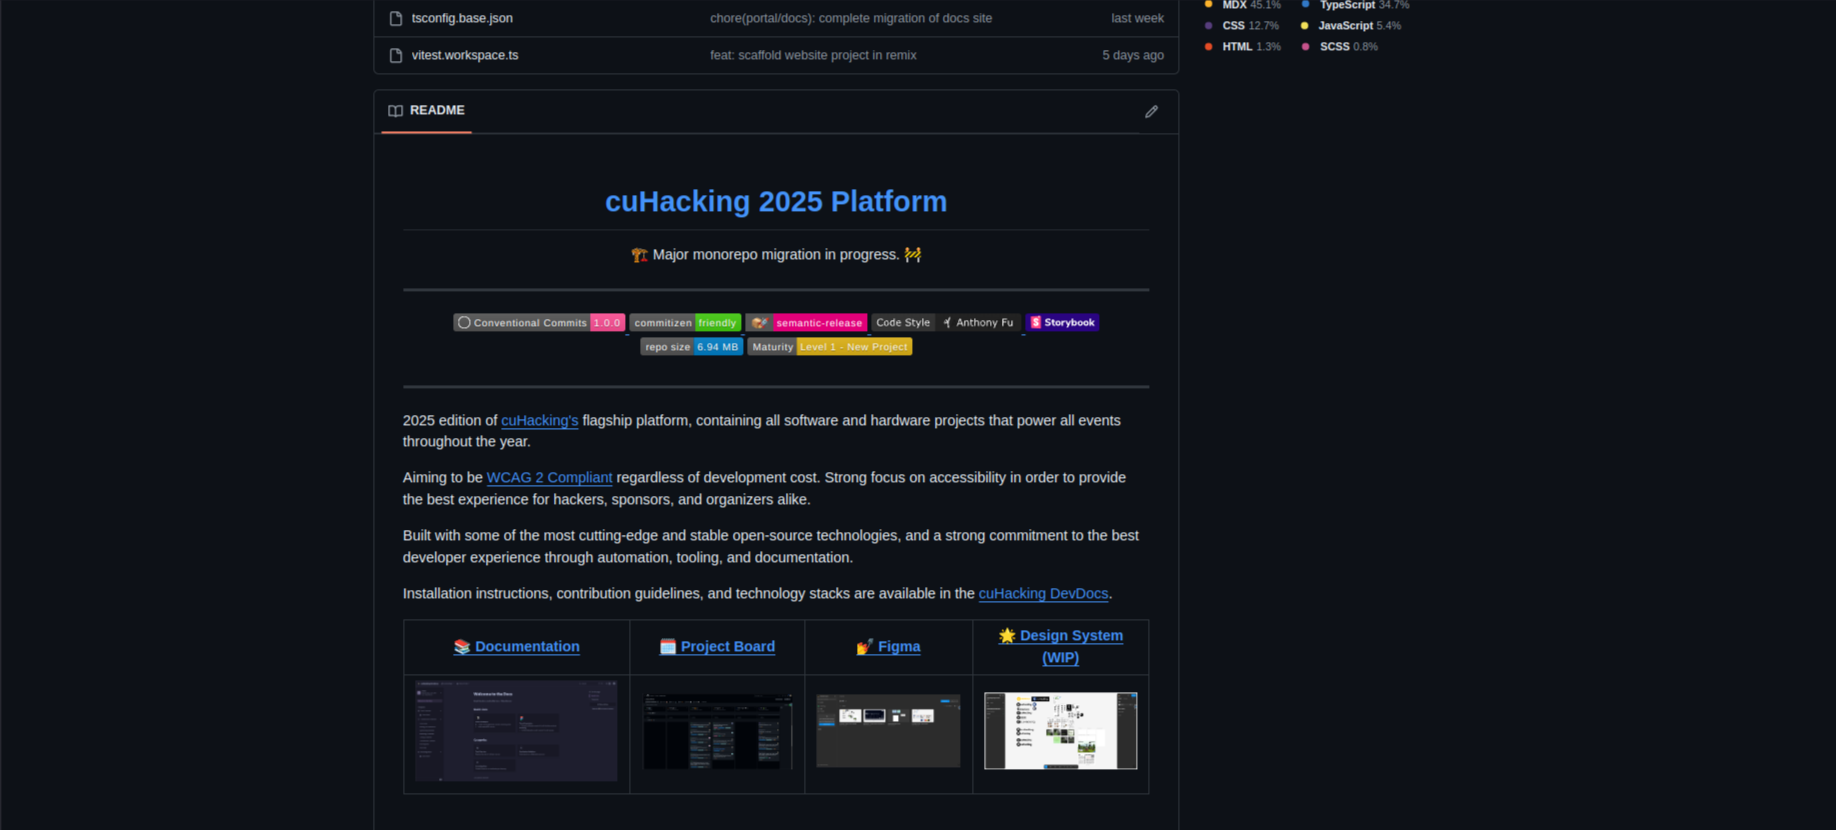 tsconfig.base.json chore(portal/docs): complete migration of docs site last week
vitest.workspace.ts feat: scaffold website project in remix 5 days ago
MDX 45.1% TypeScript 34.7%
CSS 12.7% JavaScript 5.4%
HTML 1.3% SCSS 0.8%
README
cuHacking 2025 Platform
🏗️ Major monorepo migration in progress. 🚧
Conventional Commits 1.0.0 commitizen friendly semantic-release Code Style Anthony Fu Storybook
repo size 6.94 MB Maturity Level 1 - New Project
2025 edition of cuHacking's flagship platform, containing all software and hardware projects that power all events
throughout the year.
Aiming to be WCAG 2 Compliant regardless of development cost. Strong focus on accessibility in order to provide
the best experience for hackers, sponsors, and organizers alike.
Built with some of the most cutting-edge and stable open-source technologies, and a strong commitment to the best
developer experience through automation, tooling, and documentation.
Installation instructions, contribution guidelines, and technology stacks are available in the cuHacking DevDocs.
📚 Documentation 🗓️ Project Board 💅 Figma 🌟 Design System
(WIP)
Welcome to the Docs